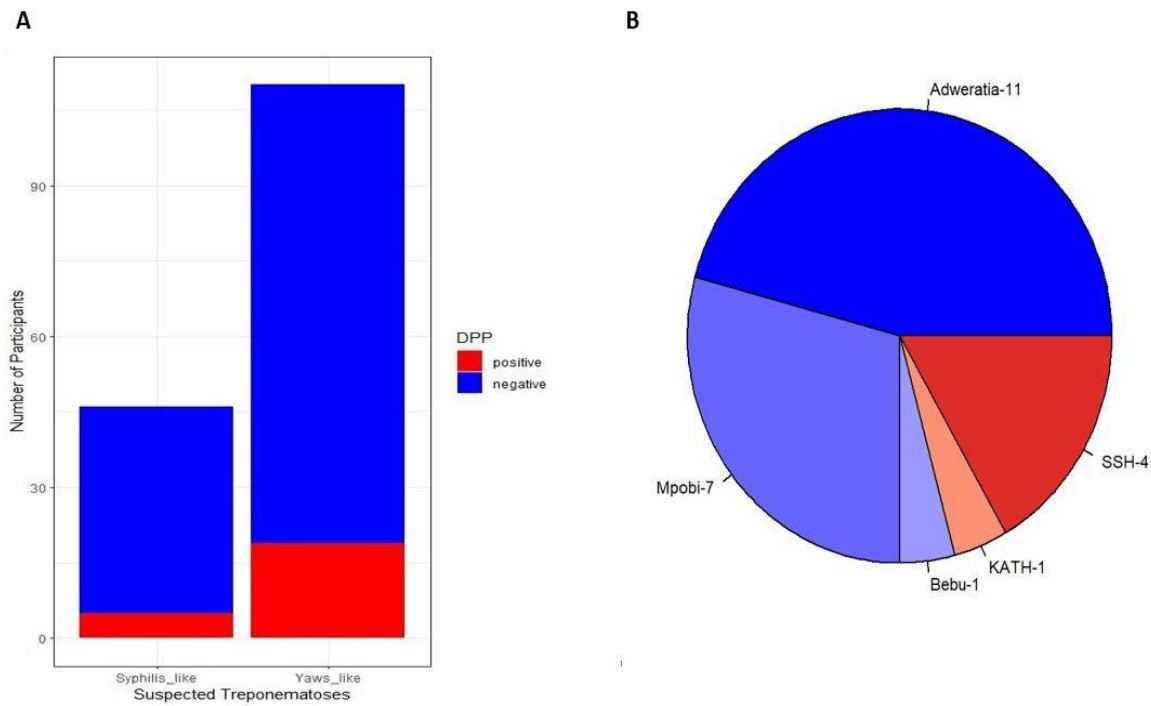 A
Number of Participants
90
60
30
0
Syphilis_like
Yaws_like
Suspected Treponematoses
DPP
positive
negative
B
Adweratia-11
Mpobi-7
Bebu-1
KATH-1
SSH-4